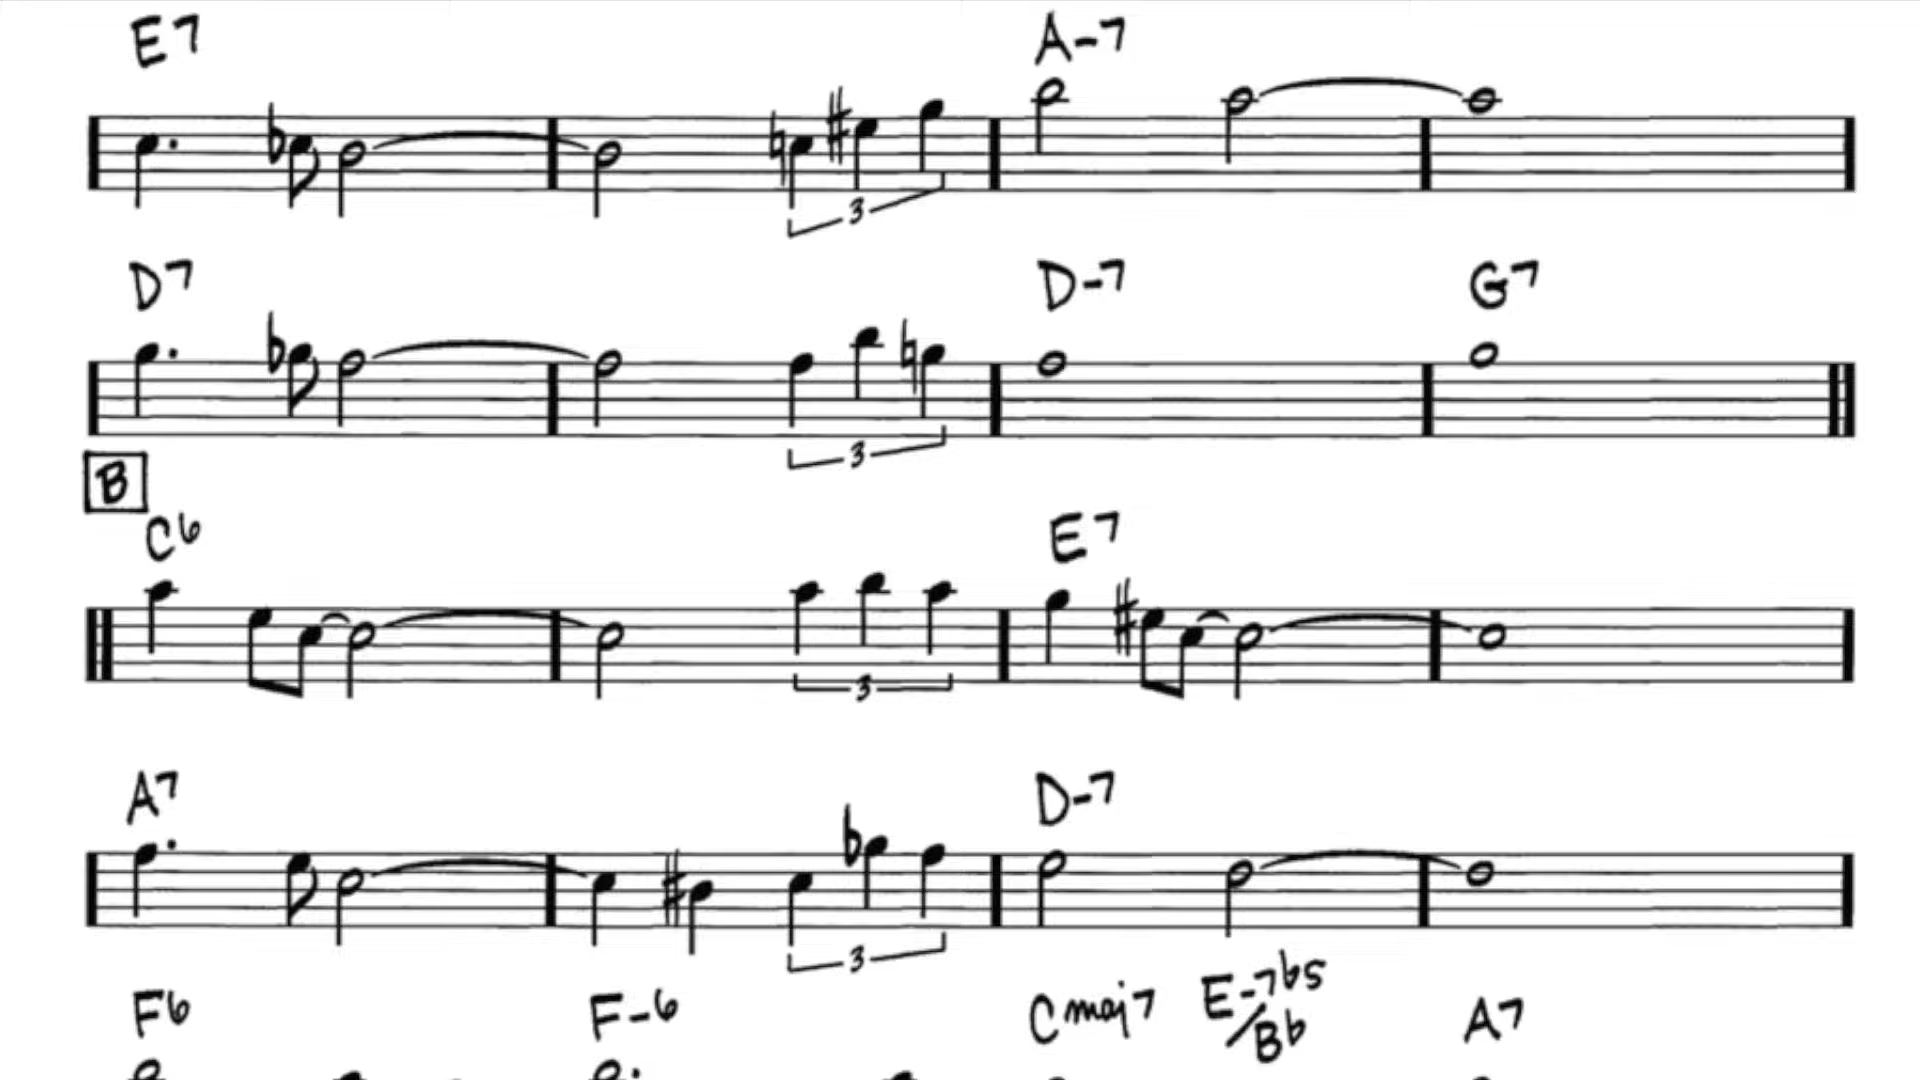 E7 A-7
3
D7 D-7 G7
3
B
C6 E7
3
A7 D-7
3
F6 F-6 Cmaj7 E-7b5/Bb A7